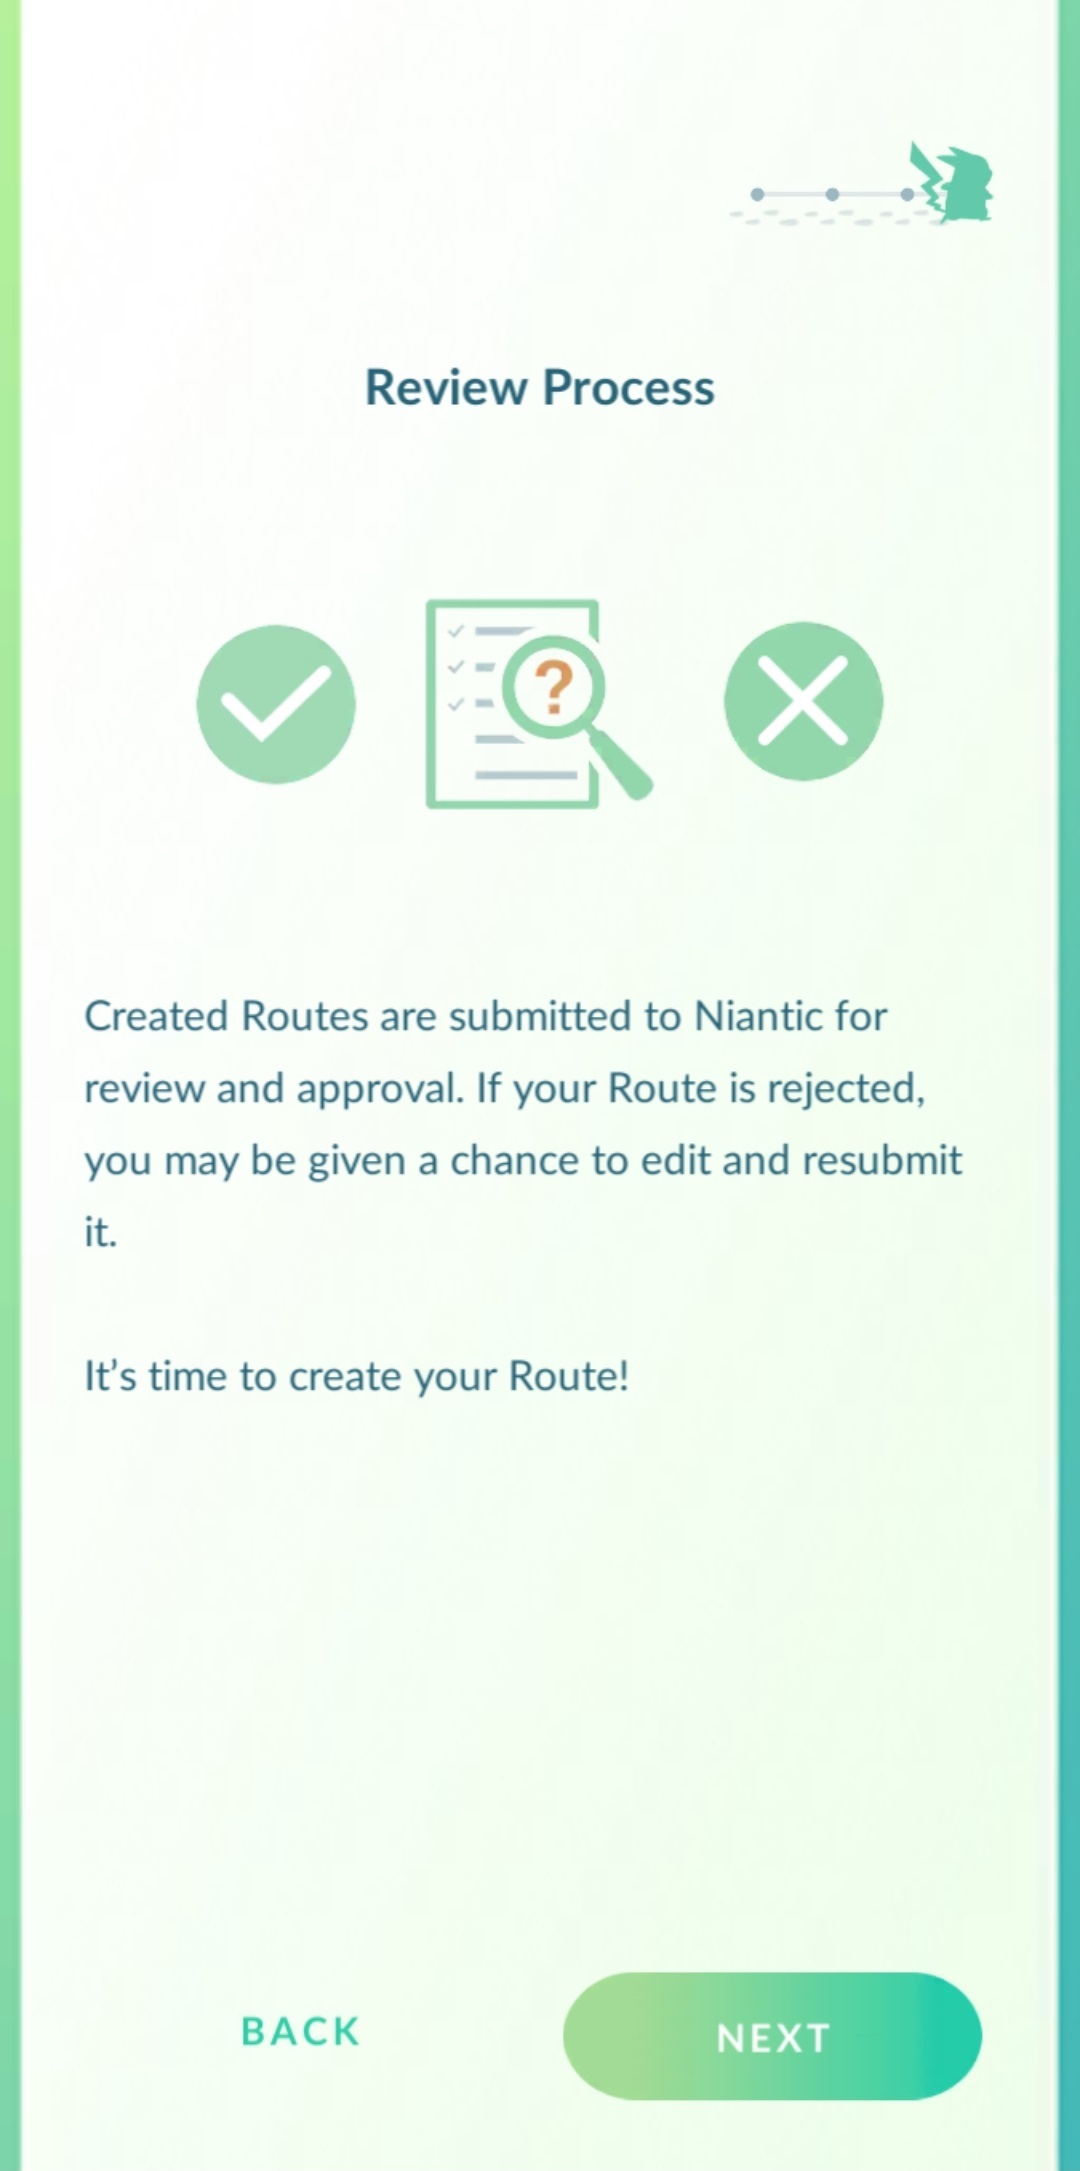 Review Process
?
Created Routes are submitted to Niantic for
review and approval. If your Route is rejected,
you may be given a chance to edit and resubmit
it.
It’s time to create your Route!
BACK
NEXT